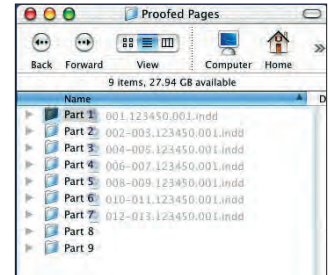 Proofed Pages
Back Forward View Computer Home »
9 items, 27.94 GB available
Name D
Part 1 001.123450.001.indd
Part 2 002-003.123450.001.indd
Part 3 004-005.123450.001.indd
Part 4 006-007.123450.001.indd
Part 5 008-009.123450.001.indd
Part 6 010-011.123450.001.indd
Part 7 012-013.123450.001.indd
Part 8
Part 9